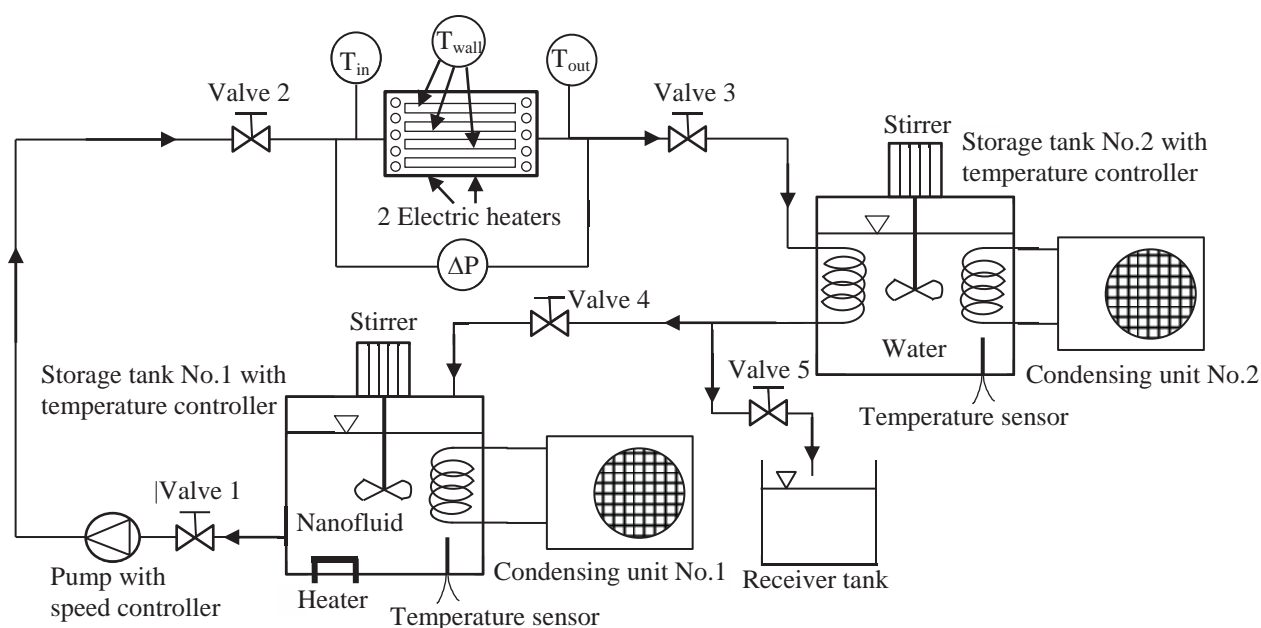 T_in
T_wall
T_out
Valve 2
Valve 3
2 Electric heaters
ΔP
Stirrer
Storage tank No.2 with
temperature controller
Valve 4
Water
Valve 5
Condensing unit No.2
Temperature sensor
Stirrer
Storage tank No.1 with
temperature controller
|Valve 1
Nanofluid
Condensing unit No.1
Receiver tank
Pump with
speed controller
Heater
Temperature sensor